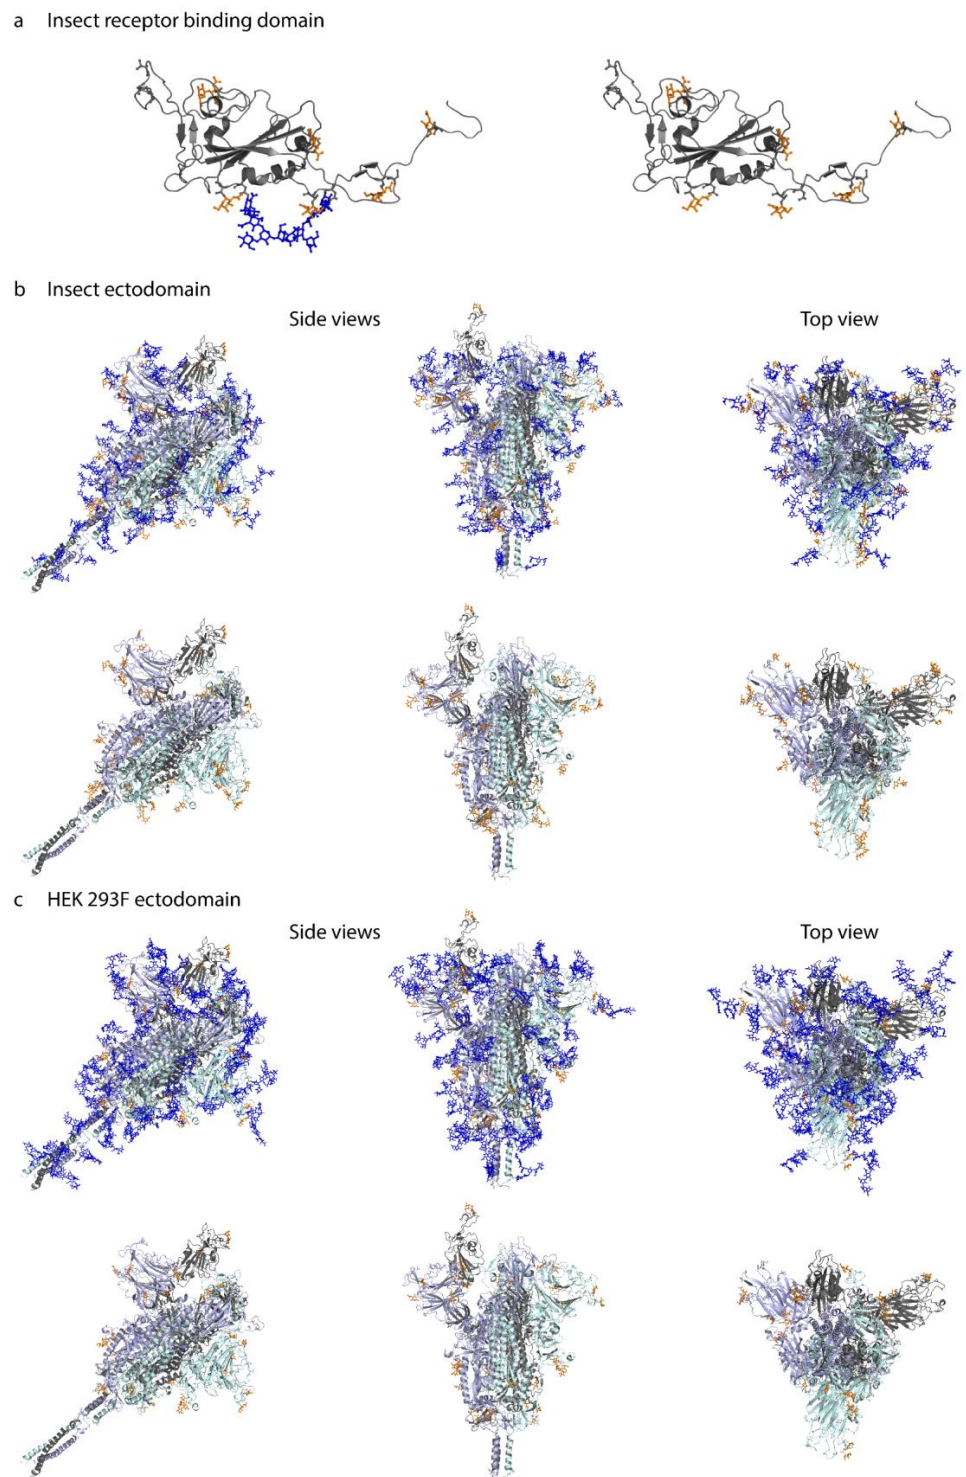 a Insect receptor binding domain
b Insect ectodomain
Side views Top view
c HEK 293F ectodomain
Side views Top view